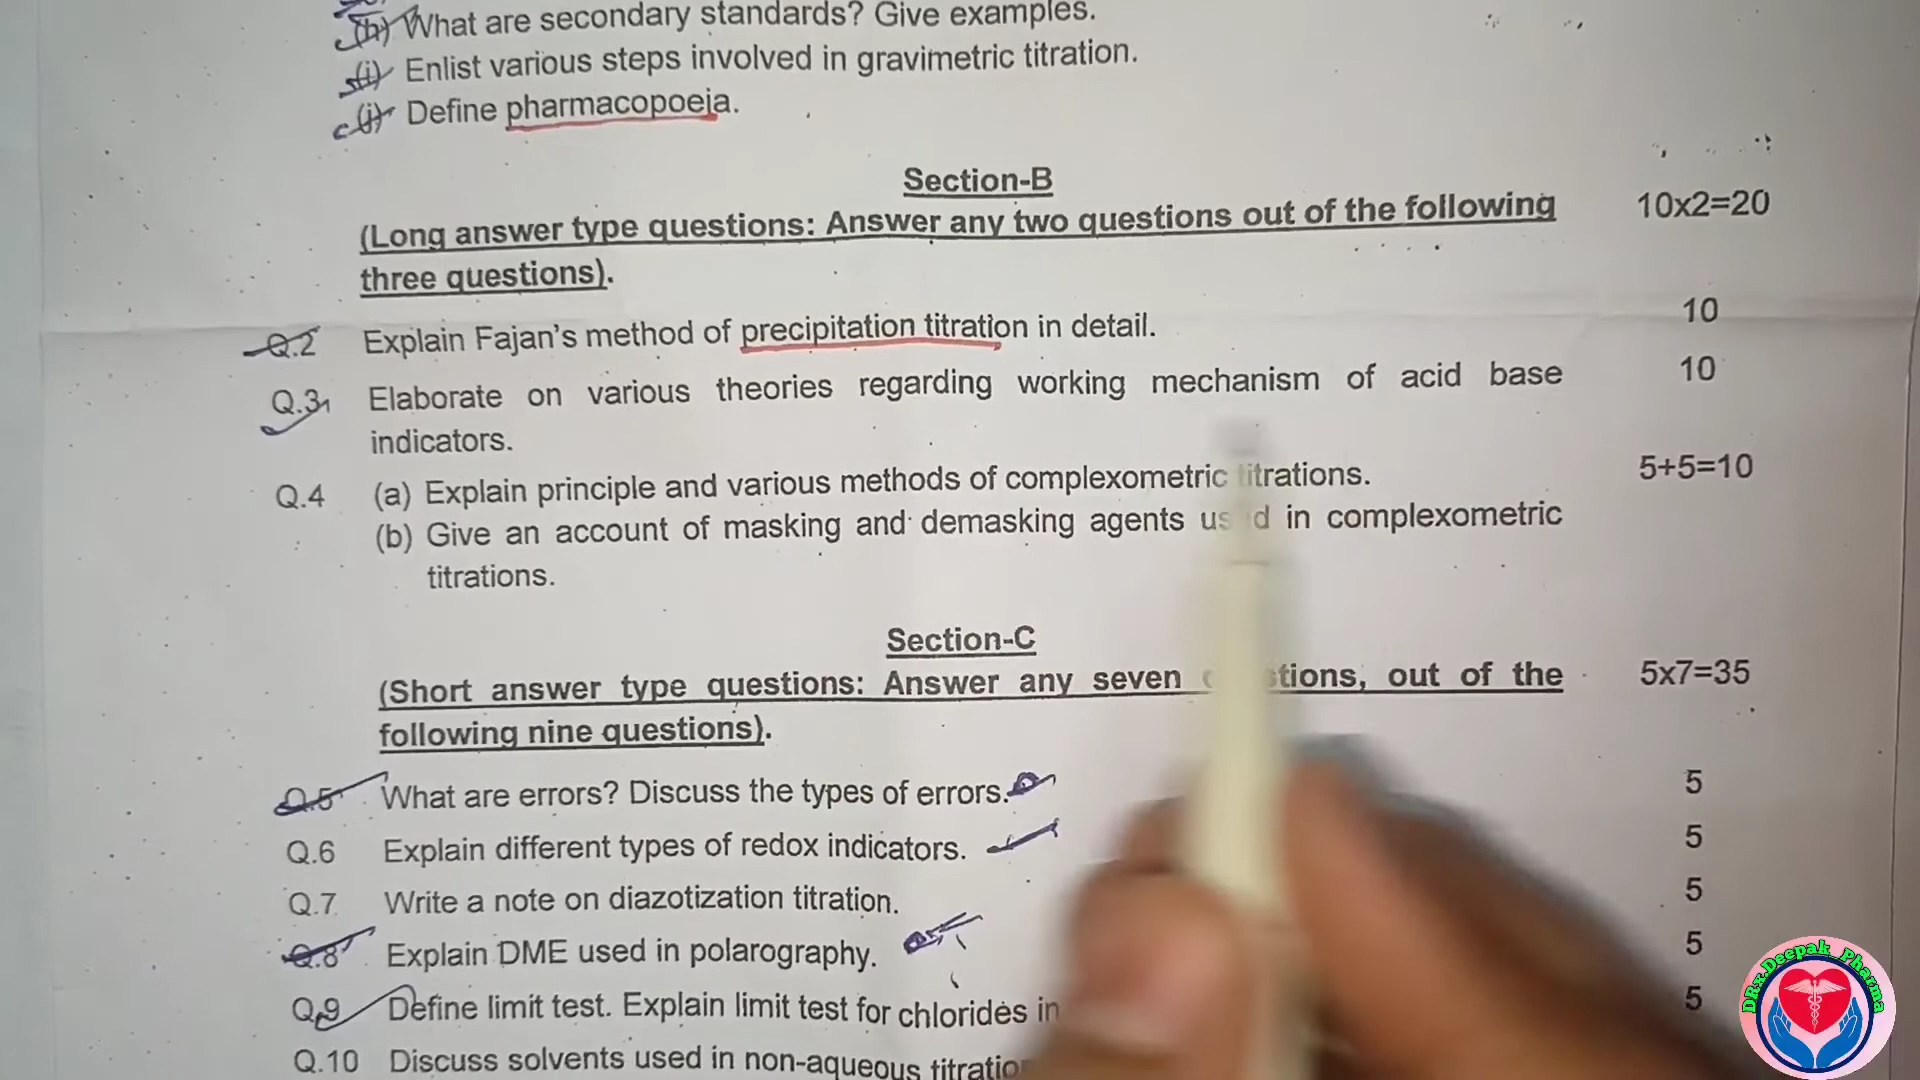 (h) What are secondary standards? Give examples.
(i) Enlist various steps involved in gravimetric titration.
(j) Define pharmacopoeia.
Section-B
(Long answer type questions: Answer any two questions out of the following 10x2=20
three questions).
Q.2 Explain Fajan's method of precipitation titration in detail. 10
Q.3 Elaborate on various theories regarding working mechanism of acid base 10
indicators.
Q.4 (a) Explain principle and various methods of complexometric titrations. 5+5=10
(b) Give an account of masking and demasking agents used in complexometric
titrations.
Section-C
(Short answer type questions: Answer any seven questions, out of the 5x7=35
following nine questions).
Q.5 What are errors? Discuss the types of errors. 5
Q.6 Explain different types of redox indicators. 5
Q.7 Write a note on diazotization titration. 5
Q.8 Explain DME used in polarography. 5
Q.9 Define limit test. Explain limit test for chlorides in 5
Q.10 Discuss solvents used in non-aqueous
DRx.Deepak_Pharma